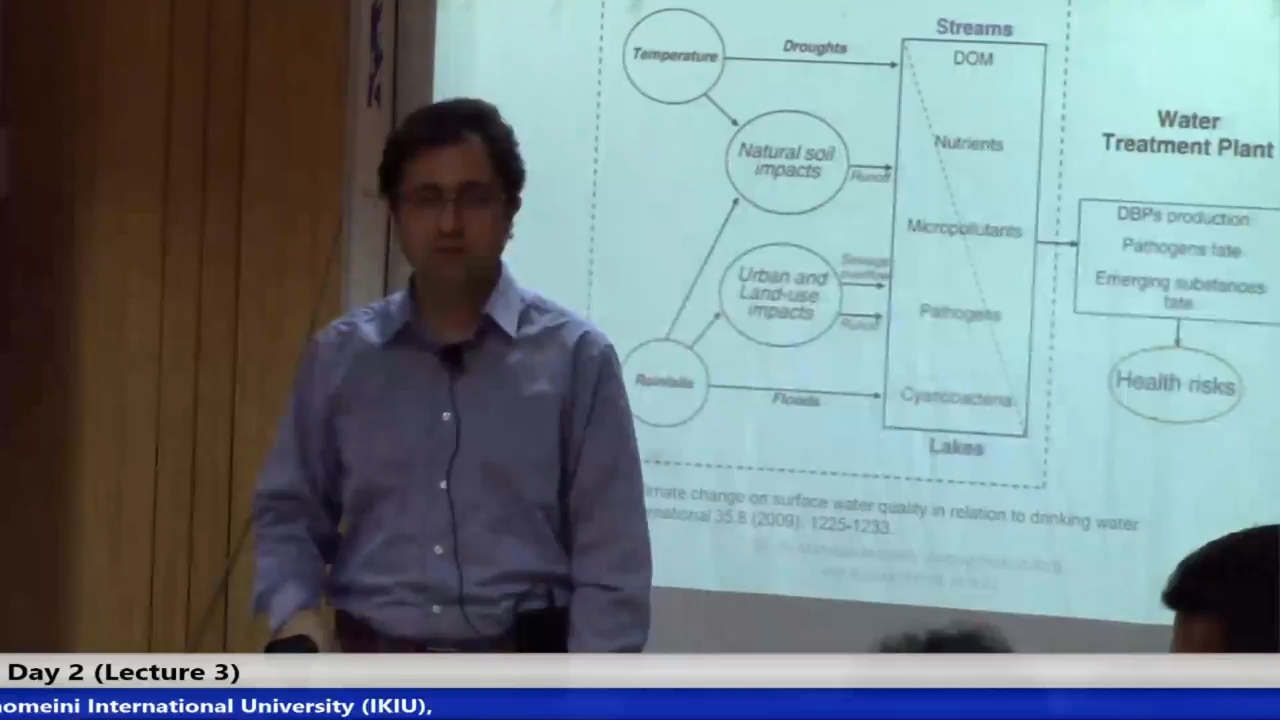 Streams
Temperature
Droughts
DOM
Water
Treatment Plant
Natural soil
impacts
Runoff
Nutrients
DBPs production
Micropollutants
Pathogens fate
Emerging substances
fate
Urban and
Land-use
impacts
Sewage
overflow
Runoff
Pathogens
Rainfalls
Floods
Cyanobacteria
Health risks
Lakes
change on surface water quality in relation to drinking water
35.8 (2009): 1225-1233.
Day 2 (Lecture 3)
omeini International University (IKIU),